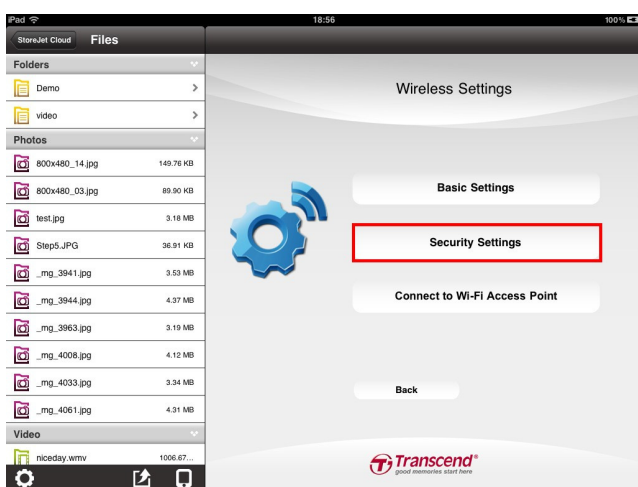 iPad 18:56 100%
StoreJet Cloud Files
Folders
Demo
video
Photos
800x480_14.jpg 149.76 KB
800x480_03.jpg 89.90 KB
test.jpg 3.18 MB
Step5.JPG 36.91 KB
_mg_3941.jpg 3.53 MB
_mg_3944.jpg 4.37 MB
_mg_3963.jpg 3.19 MB
_mg_4008.jpg 4.12 MB
_mg_4033.jpg 3.34 MB
_mg_4061.jpg 4.31 MB
Video
niceday.wmv 1006.67...
Wireless Settings
Basic Settings
Security Settings
Connect to Wi-Fi Access Point
Back
Transcend®
good memories start here